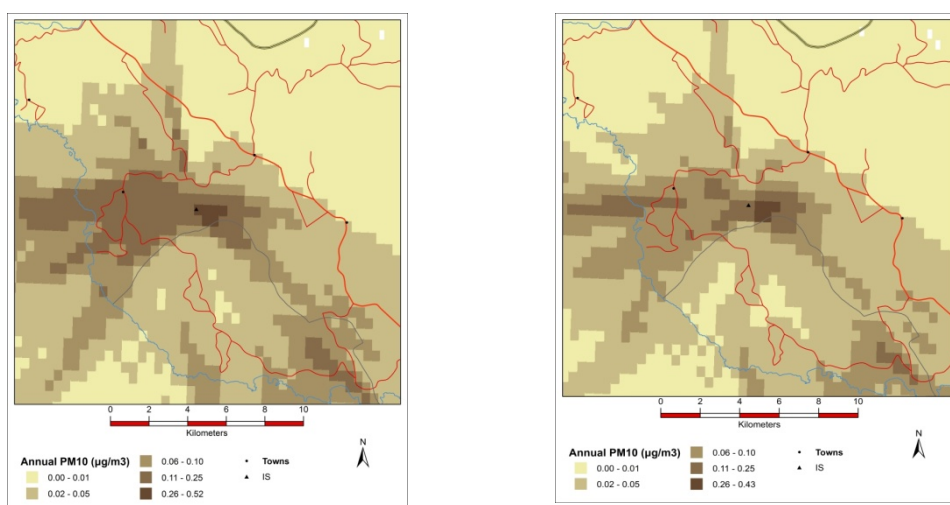 0 2 4 6 8 10
Kilometers
N
Annual PM10 (µg/m3)
0.00 - 0.01
0.02 - 0.05
0.06 - 0.10
0.11 - 0.25
0.26 - 0.52
Towns
IS
0 2 4 6 8 10
Kilometers
N
Annual PM10 (µg/m3)
0.00 - 0.01
0.02 - 0.05
0.06 - 0.10
0.11 - 0.25
0.26 - 0.43
Towns
IS